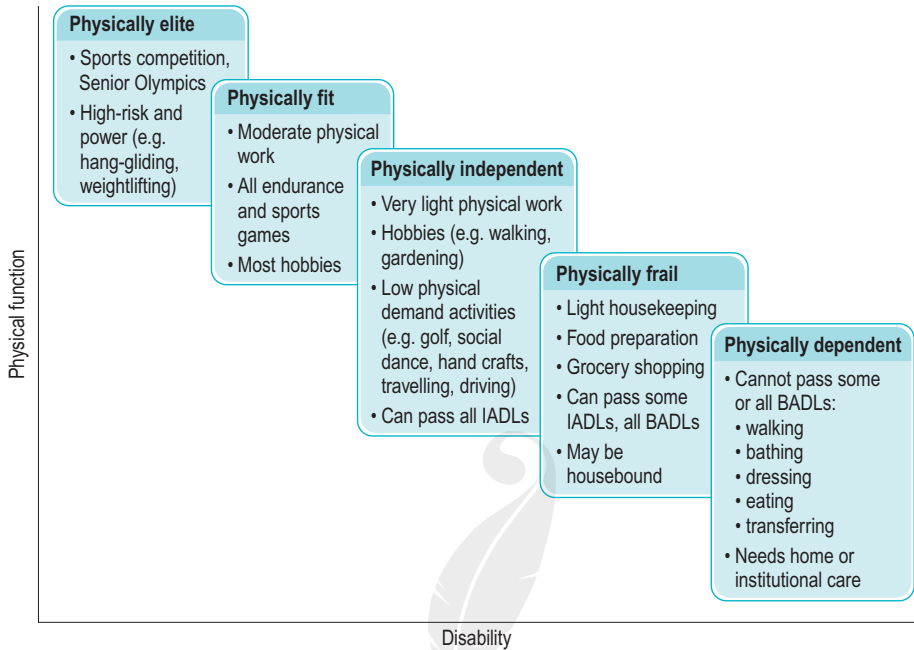 Physically elite
• Sports competition,
Senior Olympics
• High-risk and
power (e.g.
hang-gliding,
weightlifting)
Physically fit
• Moderate physical
work
• All endurance
and sports
games
• Most hobbies
Physically independent
• Very light physical work
• Hobbies (e.g. walking,
gardening)
• Low physical
demand activities
(e.g. golf, social
dance, hand crafts,
travelling, driving)
• Can pass all IADLs
Physically frail
• Light housekeeping
• Food preparation
• Grocery shopping
• Can pass some
IADLs, all BADLs
• May be
housebound
Physically dependent
• Cannot pass some
or all BADLs:
• walking
• bathing
• dressing
• eating
• transferring
• Needs home or
institutional care
Physical function
Disability